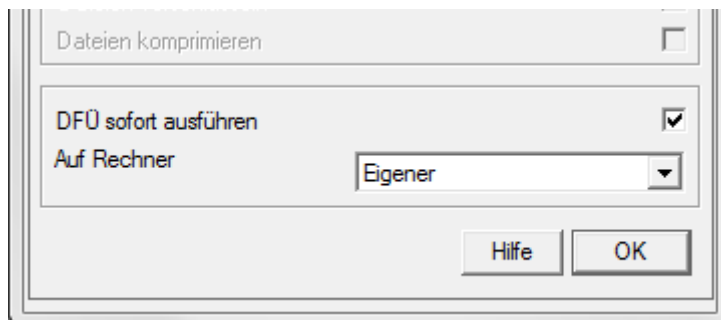 Dateien komprimieren
DFÜ sofort ausführen
Auf Rechner
Eigener
Hilfe
OK